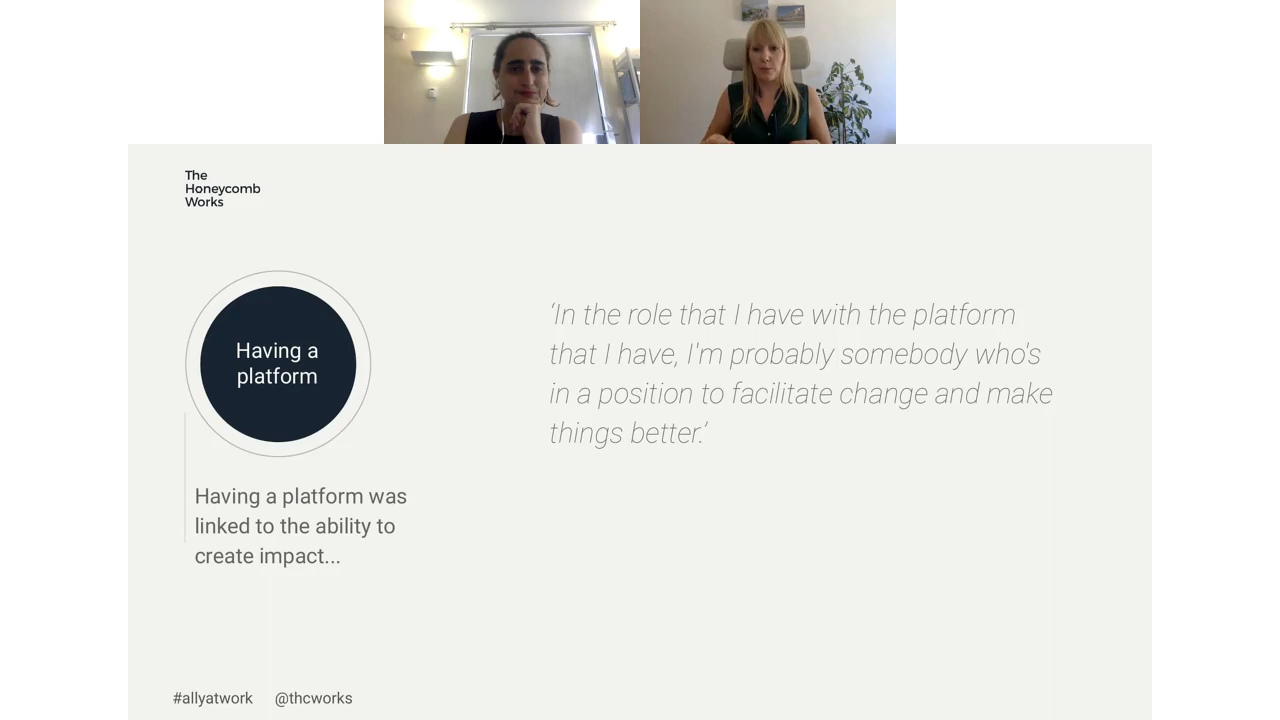 The
Honeycomb
Works
Having a
platform
Having a platform was
linked to the ability to
create impact...
‘In the role that I have with the platform
that I have, I'm probably somebody who's
in a position to facilitate change and make
things better.’
#allyatwork @thcworks